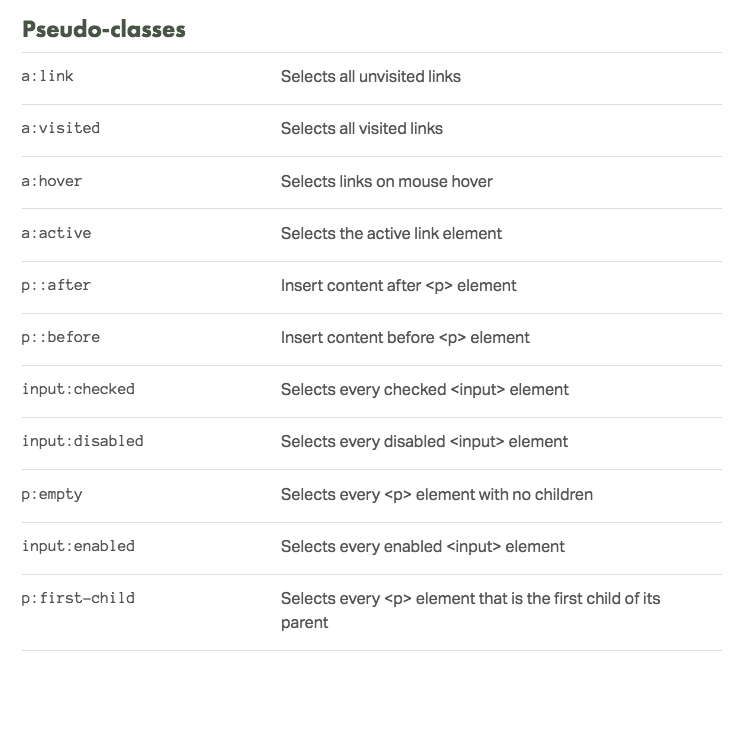 Pseudo-classes
a:link Selects all unvisited links
a:visited Selects all visited links
a:hover Selects links on mouse hover
a:active Selects the active link element
p::after Insert content after <p> element
p::before Insert content before <p> element
input:checked Selects every checked <input> element
input:disabled Selects every disabled <input> element
p:empty Selects every <p> element with no children
input:enabled Selects every enabled <input> element
p:first-child Selects every <p> element that is the first child of its
parent